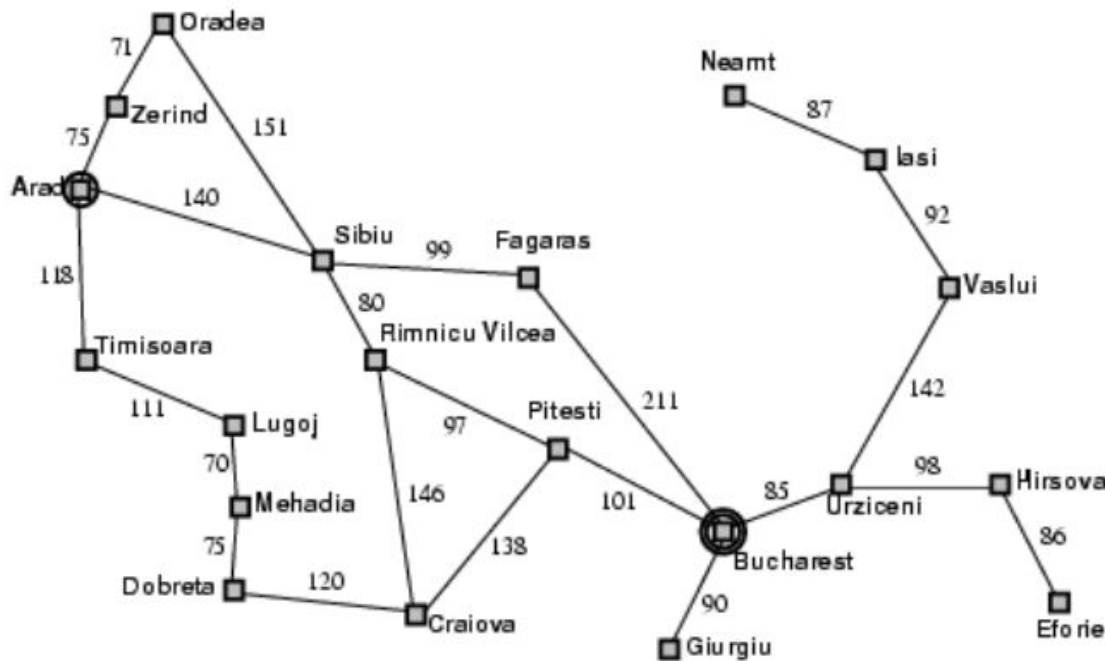 Oradea
71
Neamt
87
Zerind
75
151
Iasi
Arad
140
92
Sibiu
99
Fagaras
118
80
Vaslui
Timisoara
Rimnicu Vilcea
142
111
Pitesti
211
Lugoj
97
70
98
Hirsova
146
101
85
Urziceni
Mehadia
138
86
75
Bucharest
120
Dobreta
90
Craiova
Eforie
Giurgiu